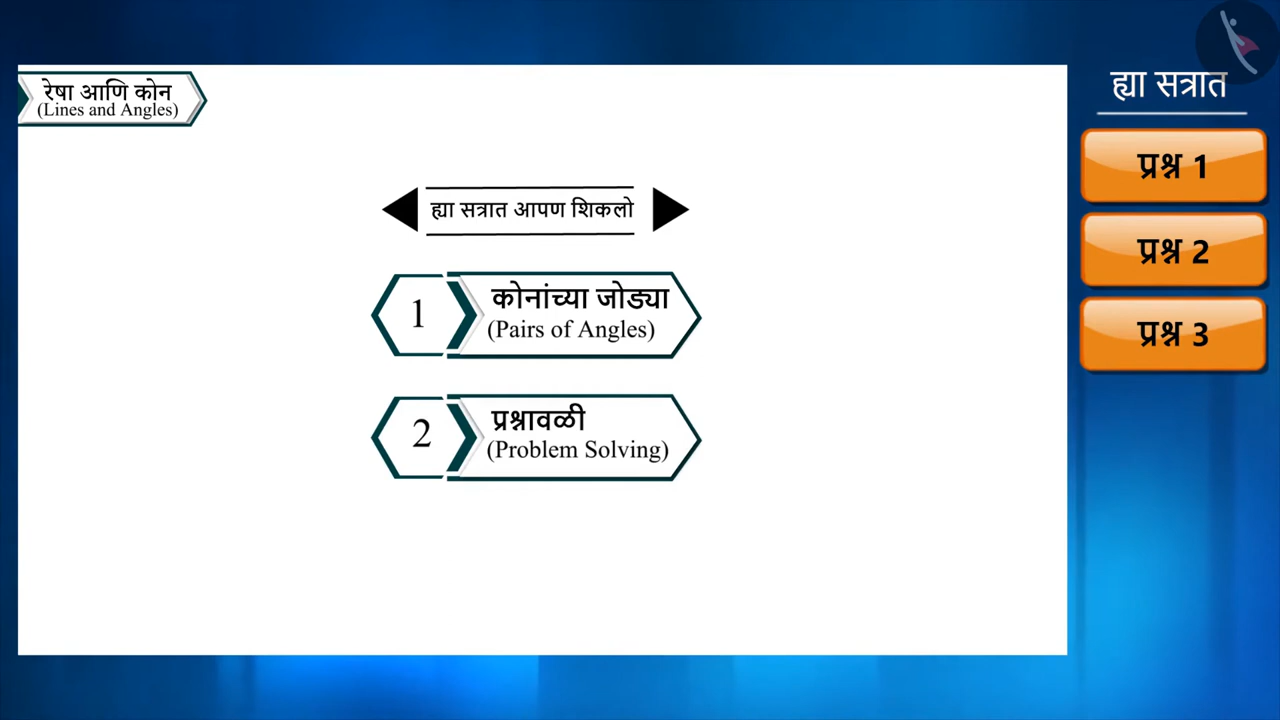 रेषा आणि कोन
(Lines and Angles)
ह्या सत्रात आपण शिकलो
1
कोनांच्या जोड्या
(Pairs of Angles)
2
प्रश्नावळी
(Problem Solving)
ह्या सत्रात
प्रश्न 1
प्रश्न 2
प्रश्न 3